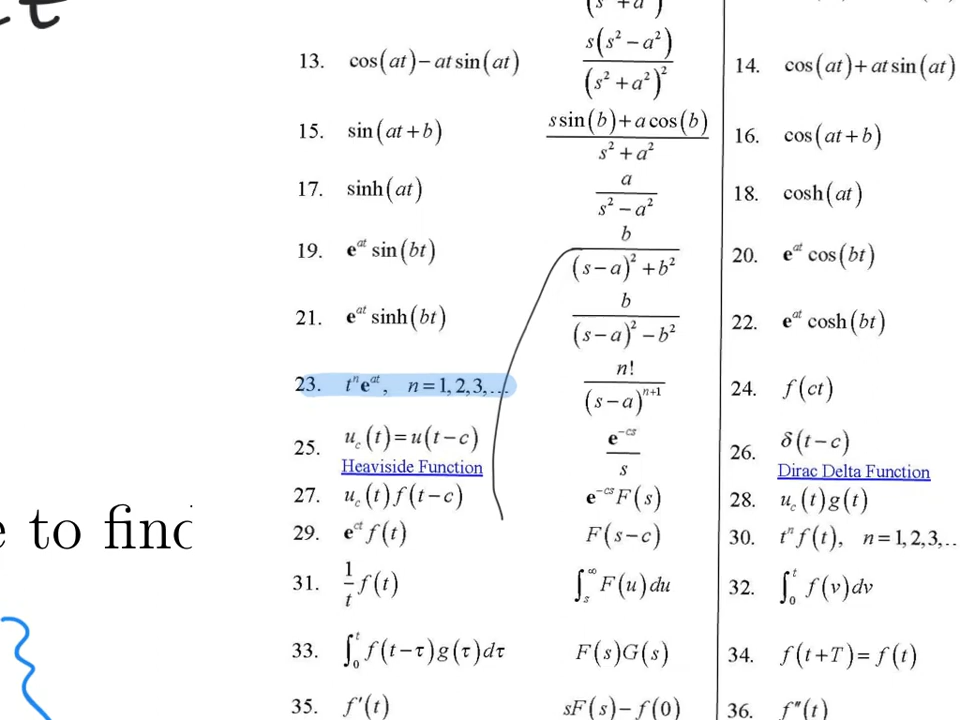 (s² + a²)
13. cos(at) − at sin(at) s(s² − a²) / (s² + a²)² 14. cos(at) + at sin(at)
15. sin(at + b) (s sin(b) + a cos(b)) / (s² + a²) 16. cos(at + b)
17. sinh(at) a / (s² − a²) 18. cosh(at)
19. e^{at} sin(bt) b / ((s − a)² + b²) 20. e^{at} cos(bt)
21. e^{at} sinh(bt) b / ((s − a)² − b²) 22. e^{at} cosh(bt)
23. tⁿe^{at}, n = 1, 2, 3, … n! / (s − a)^{n+1} 24. f(ct)
25. u_c(t) = u(t − c) e^{−cs} / s 26. δ(t − c)
Heaviside Function Dirac Delta Function
27. u_c(t) f(t − c) e^{−cs} F(s) 28. u_c(t) g(t)
e to find
29. e^{ct} f(t) F(s − c) 30. tⁿ f(t), n = 1, 2, 3, ..
31. (1/t) f(t) ∫_s^∞ F(u) du 32. ∫_0^t f(v) dv
33. ∫_0^t f(t − τ) g(τ) dτ F(s)G(s) 34. f(t + T) = f(t)
35. f′(t) sF(s) − f(0) 36. f″(t)